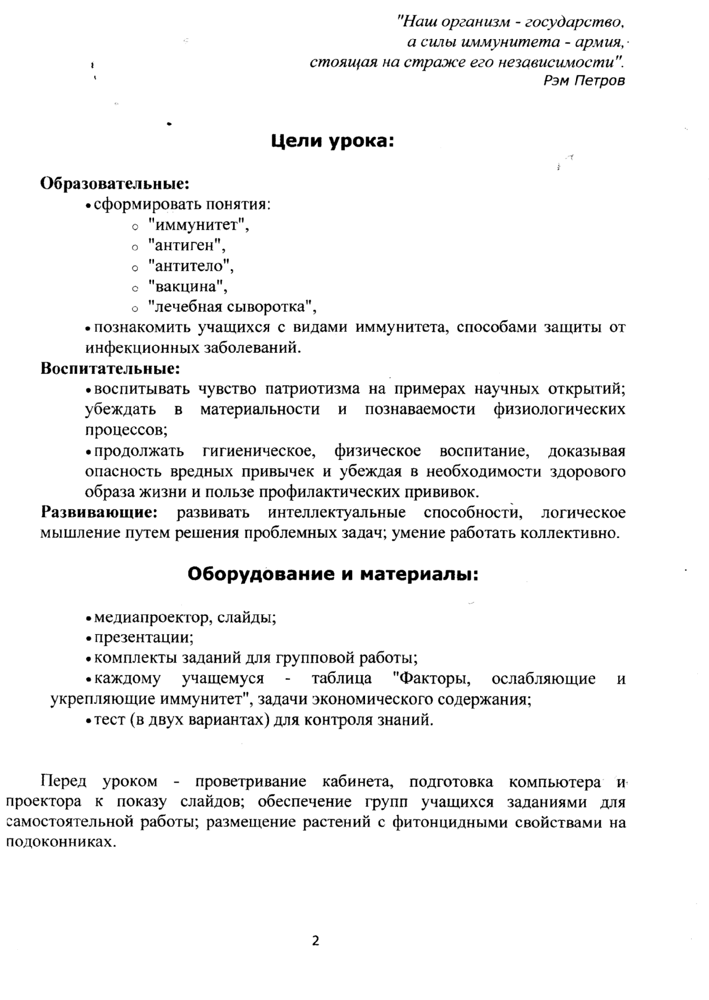 "Наш организм - государство,
а силы иммунитета - армия,
стоящая на страже его независимости".
Рэм Петров
Цели урока:
Образовательные:
• сформировать понятия:
o "иммунитет",
o "антиген",
o "антитело",
o "вакцина",
o "лечебная сыворотка",
• познакомить учащихся с видами иммунитета, способами защиты от
инфекционных заболеваний.
Воспитательные:
• воспитывать чувство патриотизма на примерах научных открытий;
убеждать в материальности и познаваемости физиологических
процессов;
• продолжать гигиеническое, физическое воспитание, доказывая
опасность вредных привычек и убеждая в необходимости здорового
образа жизни и пользе профилактических прививок.
Развивающие: развивать интеллектуальные способности, логическое
мышление путем решения проблемных задач; умение работать коллективно.
Оборудование и материалы:
• медиапроектор, слайды;
• презентации;
• комплекты заданий для групповой работы;
• каждому учащемуся - таблица "Факторы, ослабляющие и
укрепляющие иммунитет", задачи экономического содержания;
• тест (в двух вариантах) для контроля знаний.
Перед уроком - проветривание кабинета, подготовка компьютера и
проектора к показу слайдов; обеспечение групп учащихся заданиями для
самостоятельной работы; размещение растений с фитонцидными свойствами на
подоконниках.
2